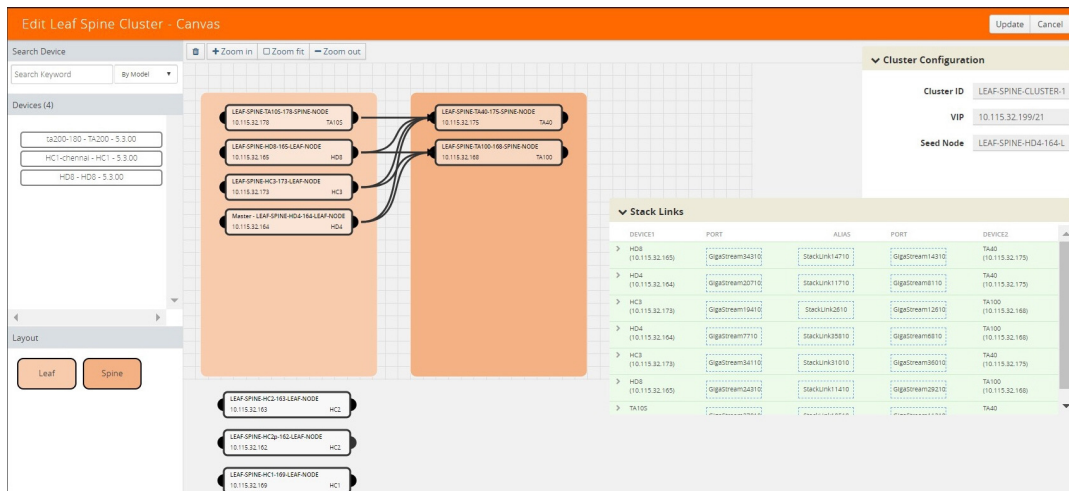 Edit Leaf Spine Cluster - Canvas
Update
Cancel
Search Device
Search Keyword
By Model
Devices (4)
ta200-180 - TA200 - 5.3.00
HC1-chennai - HC1 - 5.3.00
HD8 - HD8 - 5.3.00
Layout
Leaf
Spine
Zoom in
Zoom fit
Zoom out
LEAF-SPINE-TA10S-178-SPINE-NODE
10.115.32.178 TA10S
LEAF-SPINE-HD8-165-LEAF-NODE
10.115.32.165 HD8
LEAF-SPINE-HC3-173-LEAF-NODE
10.115.32.173 HC3
Master - LEAF-SPINE-HD4-164-LEAF-NODE
10.115.32.164 HD4
LEAF-SPINE-TA40-175-SPINE-NODE
10.115.32.175 TA40
LEAF-SPINE-TA100-168-SPINE-NODE
10.115.32.168 TA100
LEAF-SPINE-HC2-163-LEAF-NODE
10.115.32.163 HC2
LEAF-SPINE-HC2p-162-LEAF-NODE
10.115.32.162 HC2
LEAF-SPINE-HC1-169-LEAF-NODE
10.115.32.169 HC1
Cluster Configuration
Cluster ID LEAF-SPINE-CLUSTER-1
VIP 10.115.32.199/21
Seed Node LEAF-SPINE-HD4-164-L
Stack Links
DEVICE1 PORT ALIAS PORT DEVICE2
HD8 (10.115.32.165) GigaStream34310 StackLink14710 GigaStream14310 TA40 (10.115.32.175)
HD4 (10.115.32.164) GigaStream20710 StackLink11710 GigaStream8110 TA40 (10.115.32.175)
HC3 (10.115.32.173) GigaStream19410 StackLink2610 GigaStream12610 TA100 (10.115.32.168)
HD4 (10.115.32.164) GigaStream7710 StackLink35810 GigaStream6810 TA100 (10.115.32.168)
HC3 (10.115.32.173) GigaStream34110 StackLink31010 GigaStream36010 TA40 (10.115.32.175)
HD8 (10.115.32.165) GigaStream24310 StackLink11410 GigaStream29210 TA100 (10.115.32.168)
TA10S TA40